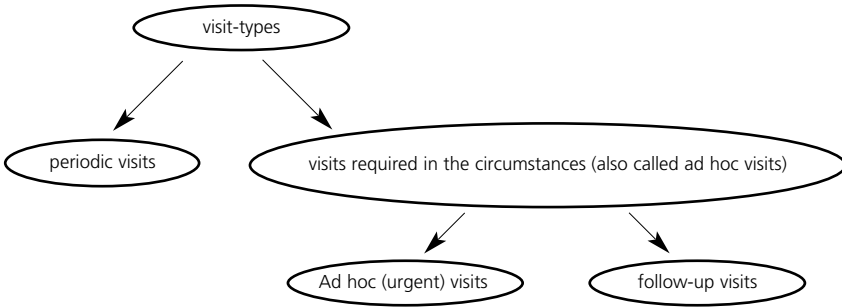 visit-types
periodic visits
visits required in the circumstances (also called ad hoc visits)
Ad hoc (urgent) visits
follow-up visits